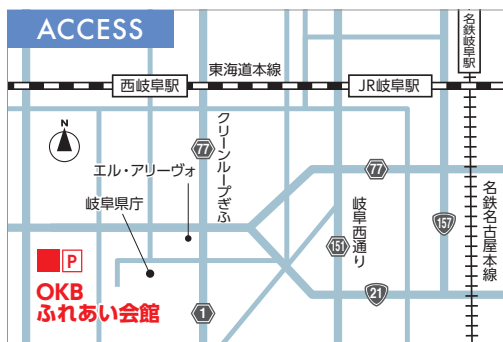 ACCESS
名鉄岐阜駅
東海道本線
西岐阜駅
JR岐阜駅
N
77
クリーンループぎふ
エル・アリーヴォ
77
岐阜県庁
岐阜西通り
名鉄名古屋本線
157
151
P
OKB
ふれあい会館
21
1